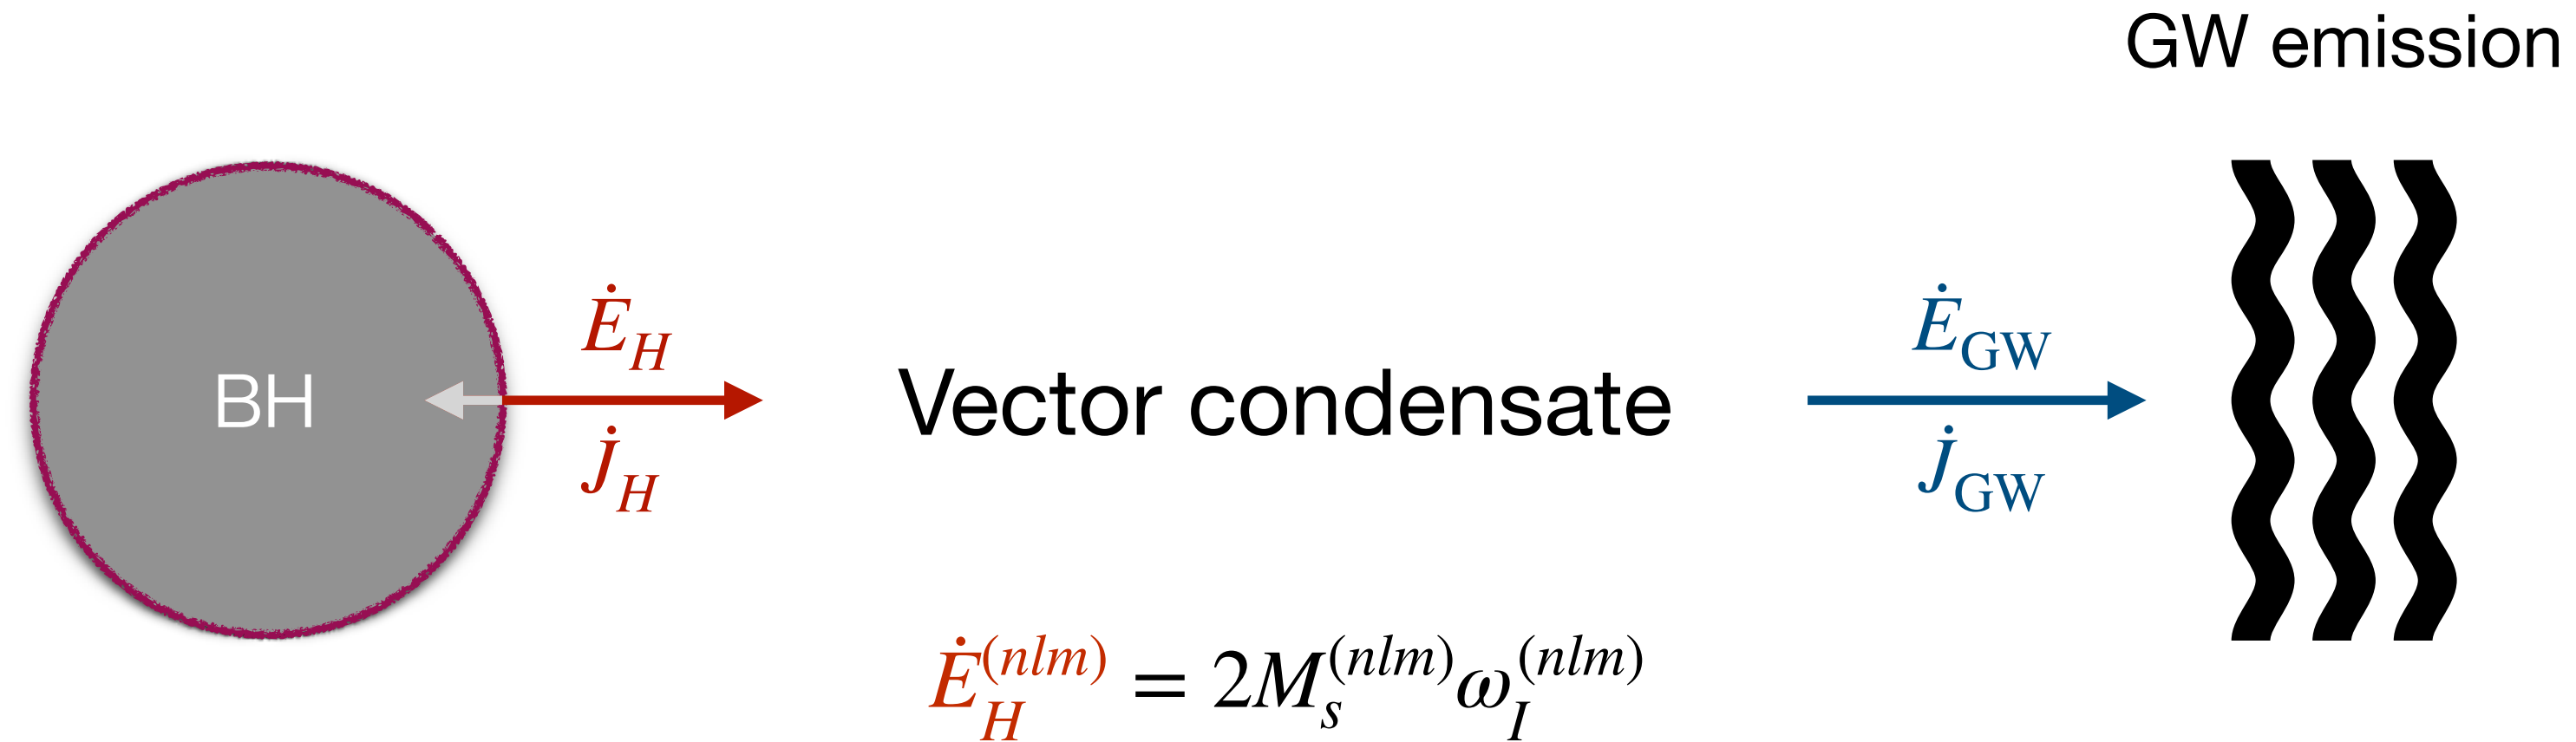 GW emission
BH
Ė_H
J̇_H
Vector condensate
Ė_GW
J̇_GW
Ė_H^(nlm) = 2M_s^(nlm) ω_I^(nlm)